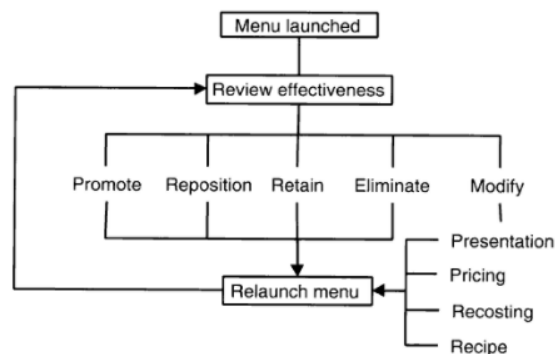 Menu launched
Review effectiveness
Promote Reposition Retain Eliminate Modify
Presentation
Relaunch menu Pricing
Recosting
Recipe